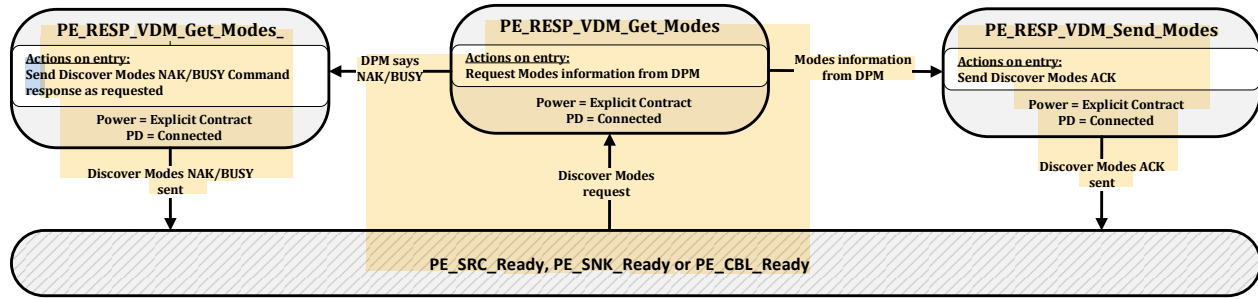 PE_RESP_VDM_Get_Modes_
Actions on entry:
Send Discover Modes NAK/BUSY Command
response as requested
Power = Explicit Contract
PD = Connected
DPM says
NAK/BUSY
PE_RESP_VDM_Get_Modes
Actions on entry:
Request Modes information from DPM
Power = Explicit Contract
PD = Connected
Modes information
from DPM
PE_RESP_VDM_Send_Modes
Actions on entry:
Send Discover Modes ACK
Power = Explicit Contract
PD = Connected
Discover Modes NAK/BUSY
sent
Discover Modes
request
Discover Modes ACK
sent
PE_SRC_Ready, PE_SNK_Ready or PE_CBL_Ready